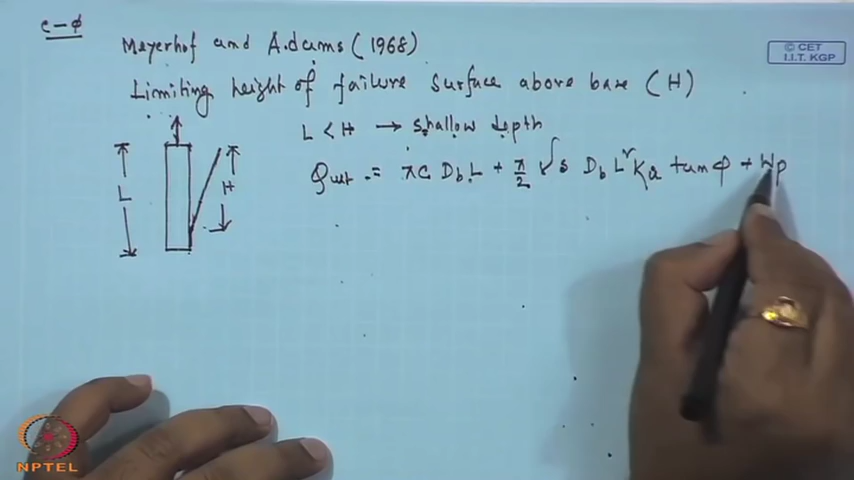 c-φ
Meyerhof and Adams (1968)
© CET
I.I.T. KGP
Limiting height of failure surface above base (H)
L < H → shallow depth
Qult = πC Db L + π/2 γ s Db L² Ku tan φ + Wp
L
H
NPTEL